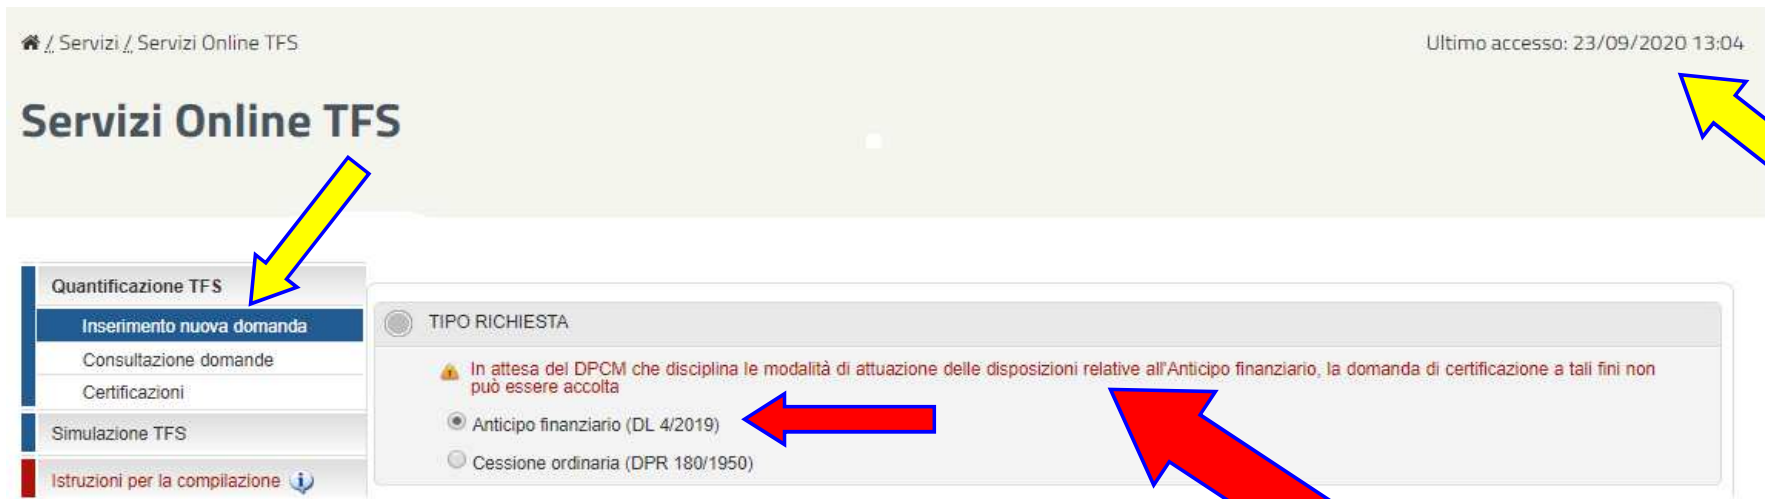 / Servizi / Servizi Online TFS
Ultimo accesso: 23/09/2020 13:04
Servizi Online TFS
Quantificazione TFS
Inserimento nuova domanda
Consultazione domande
Certificazioni
Simulazione TFS
Istruzioni per la compilazione
TIPO RICHIESTA
In attesa del DPCM che disciplina le modalità di attuazione delle disposizioni relative all'Anticipo finanziario, la domanda di certificazione a tali fini non
può essere accolta
Anticipo finanziario (DL 4/2019)
Cessione ordinaria (DPR 180/1950)